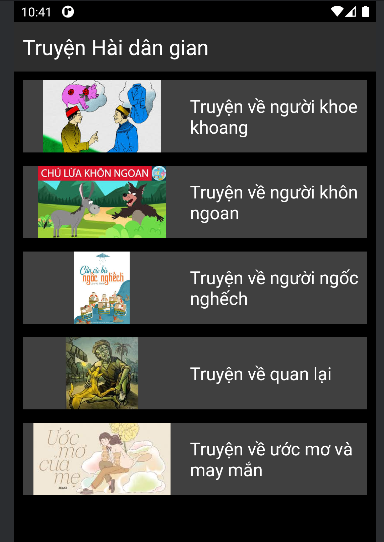 10:41
Truyện Hài dân gian
Truyện về người khoe
khoang
CHÚ LỪA KHÔN NGOAN
Truyện về người khôn
ngoan
ngốc nghếch
Truyện về người ngốc
nghếch
Truyện về quan lại
Ước
mơ
của
mẹ
Truyện về ước mơ và
may mắn